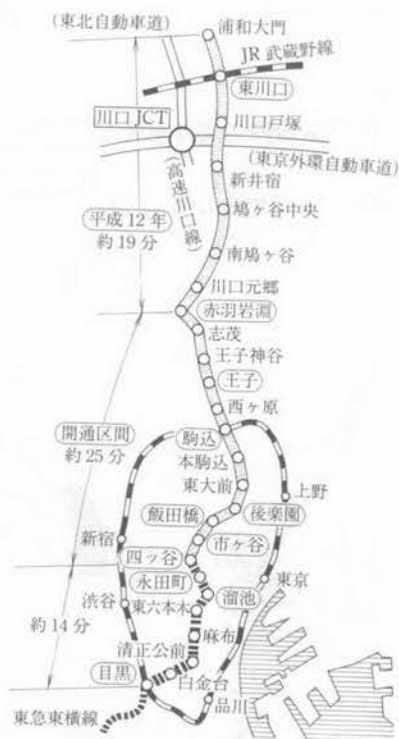 (東北自動車道)
浦和大門
JR 武蔵野線
東川口
川口 JCT
川口戸塚
(東京外環自動車道)
新井宿
(高速川口線)
平成12年
約19分
鳩ヶ谷中央
南鳩ヶ谷
川口元郷
赤羽岩淵
志茂
王子神谷
王子
西ヶ原
開通区間
約25分
駒込
本駒込
東大前
上野
飯田橋
後楽園
新宿
市ヶ谷
四ッ谷
永田町
東京
溜池
渋谷
東六本木
約14分
麻布
清正公前
目黒
白金台
品川
東急東横線